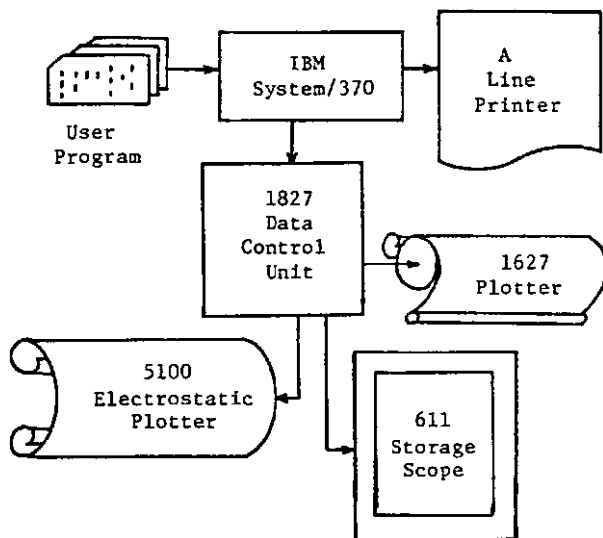 User
Program
IBM
System/370
A
Line
Printer
1827
Data
Control
Unit
1627
Plotter
5100
Electrostatic
Plotter
611
Storage
Scope